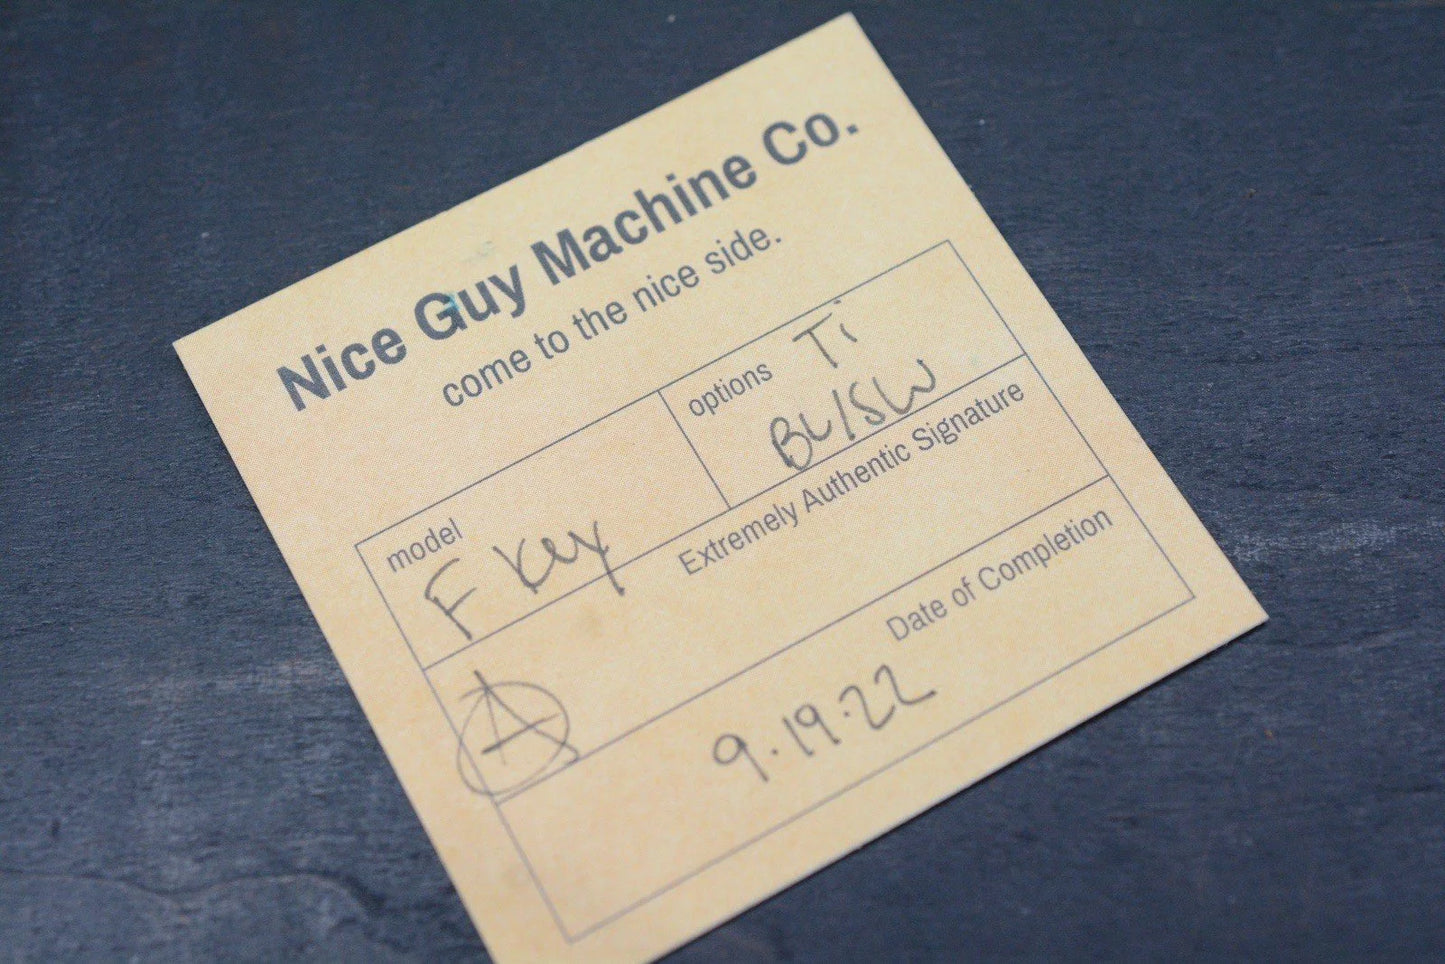 Nice Guy Machine Co.
come to the nice side.
model
F Key
options
Ti
BL/SW
Extremely Authentic Signature
A
Date of Completion
9.19.22